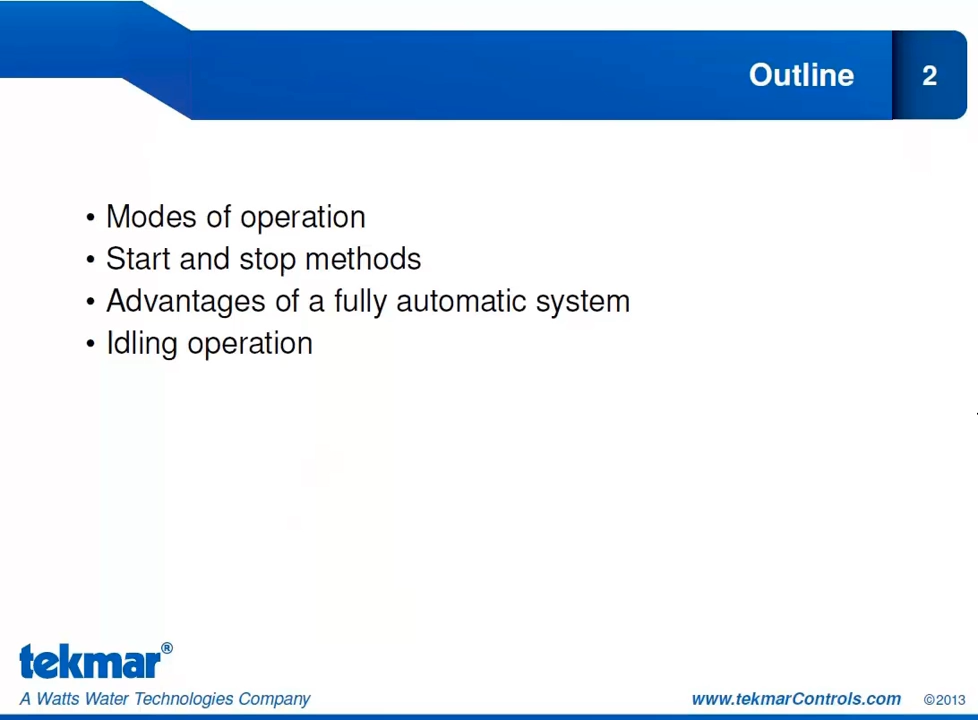 Outline
2
• Modes of operation
• Start and stop methods
• Advantages of a fully automatic system
• Idling operation
tekmar®
A Watts Water Technologies Company
www.tekmarControls.com ©2013